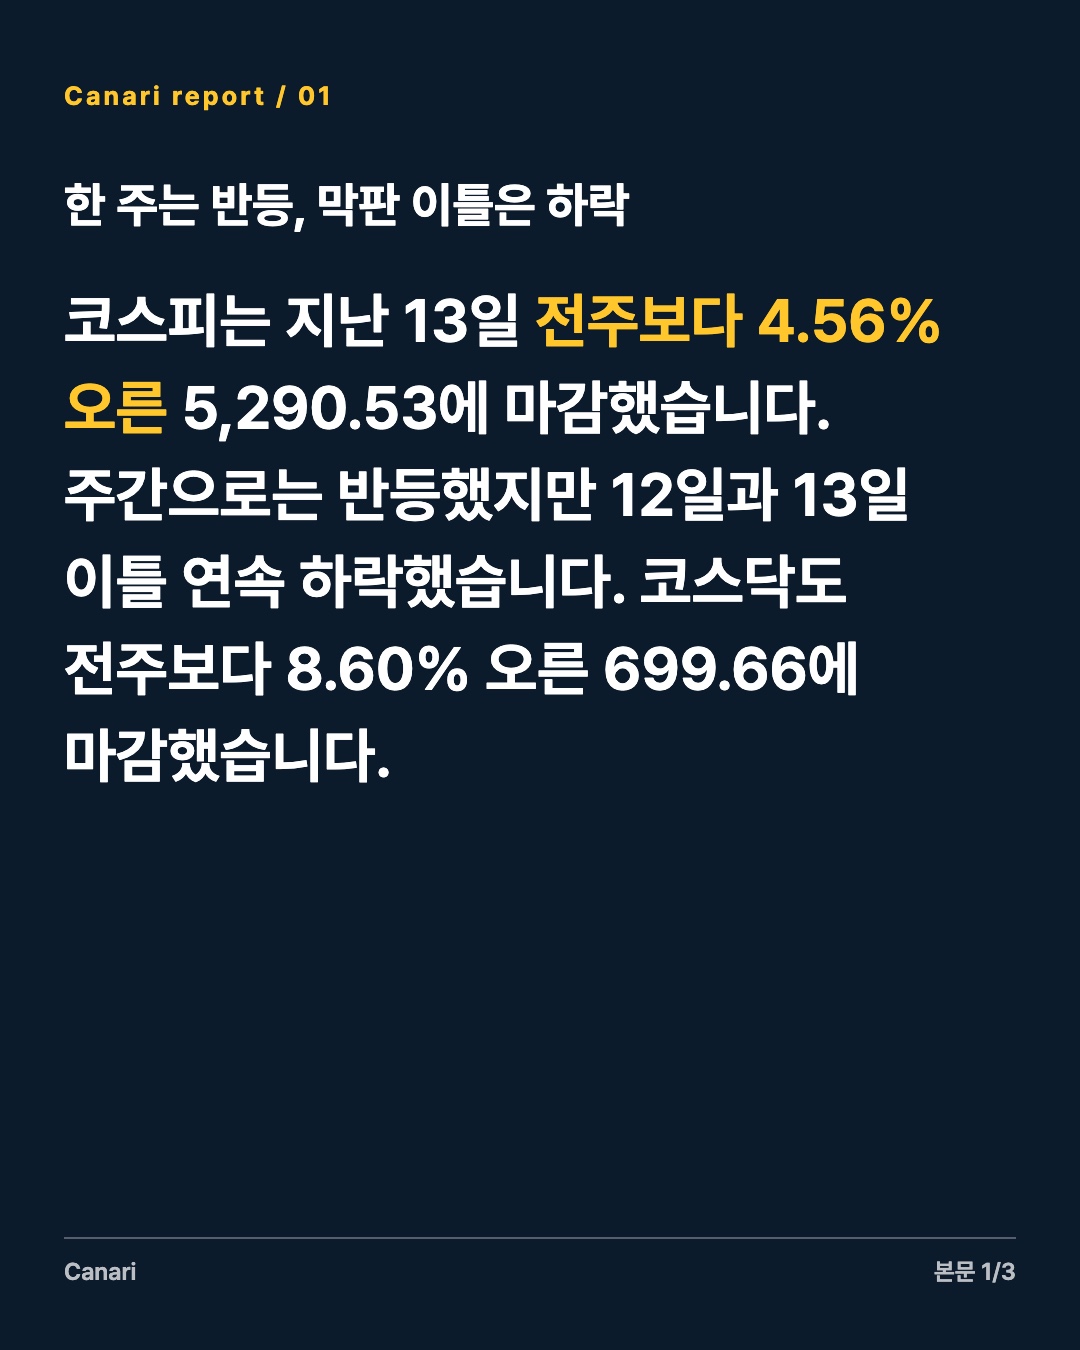 Canari report / 01
한 주는 반등, 막판 이틀은 하락
코스피는 지난 13일 전주보다 4.56%
오른 5,290.53에 마감했습니다.
주간으로는 반등했지만 12일과 13일
이틀 연속 하락했습니다. 코스닥도
전주보다 8.60% 오른 699.66에
마감했습니다.
Canari
본문 1/3